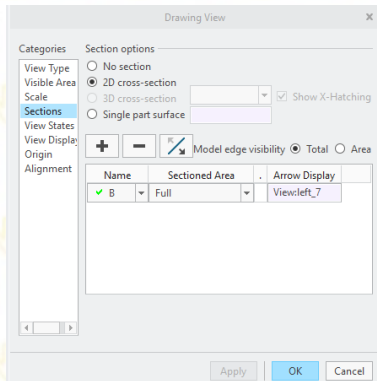 Drawing View
x
Categories
View Type
Visible Area
Scale
Sections
View States
View Display
Origin
Alignment
Section options
No section
2D cross-section
3D cross-section
Show X-Hatching
Single part surface
Model edge visibility Total Area
Name Sectioned Area . Arrow Display
B Full View:left_7
Apply OK Cancel